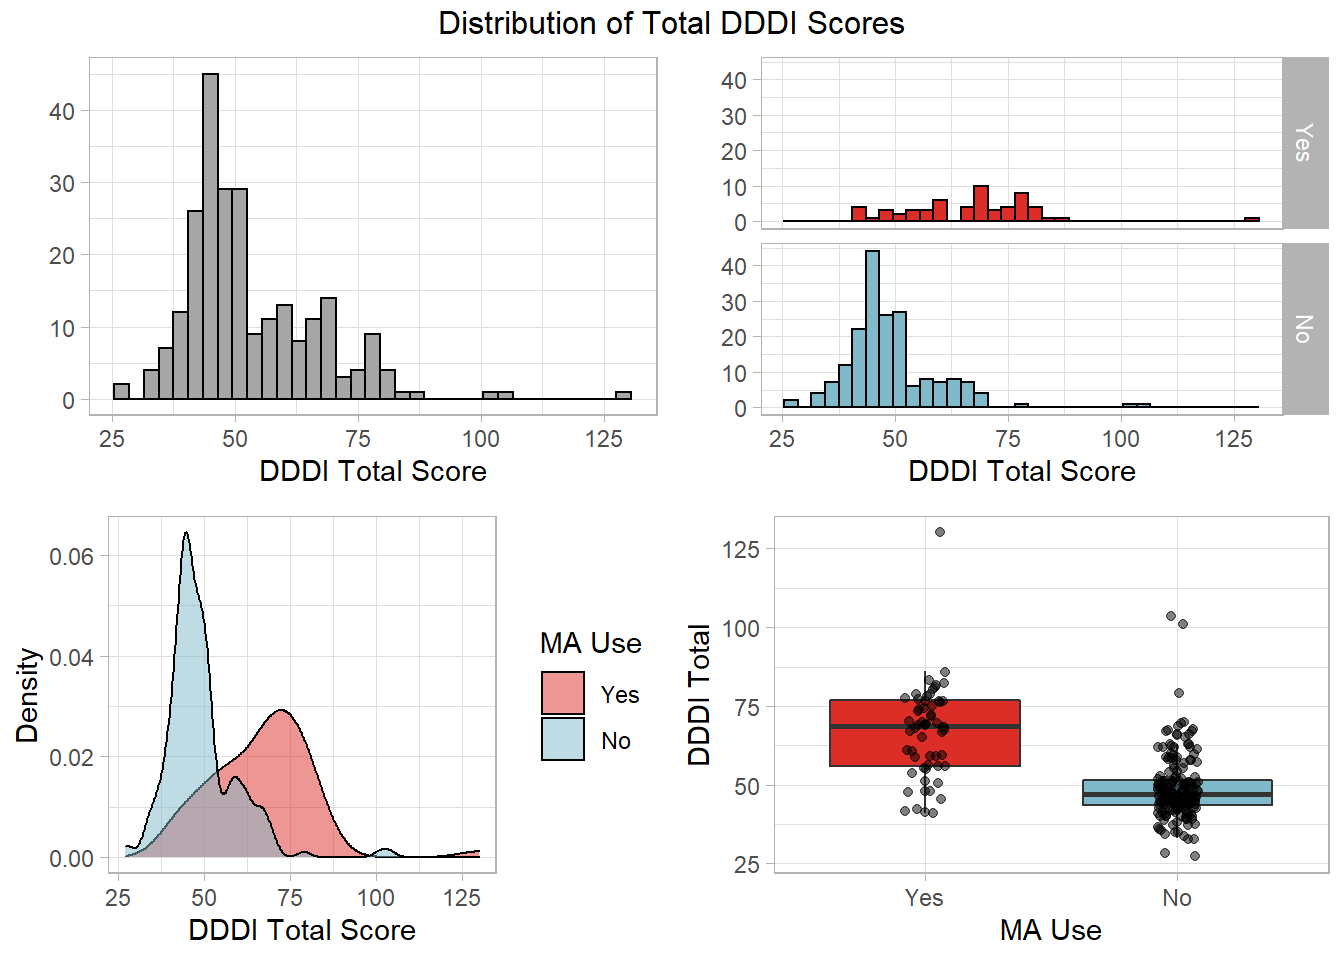 Distribution of Total DDDI Scores
40
30
20
10
0
25 50 75 100 125
DDDI Total Score
40
30
20
10
0
Yes
40
30
20
10
0
No
25 50 75 100 125
DDDI Total Score
Density
0.06
0.04
0.02
0.00
25 50 75 100 125
DDDI Total Score
MA Use
Yes
No
DDDI Total
125
100
75
50
25
Yes No
MA Use